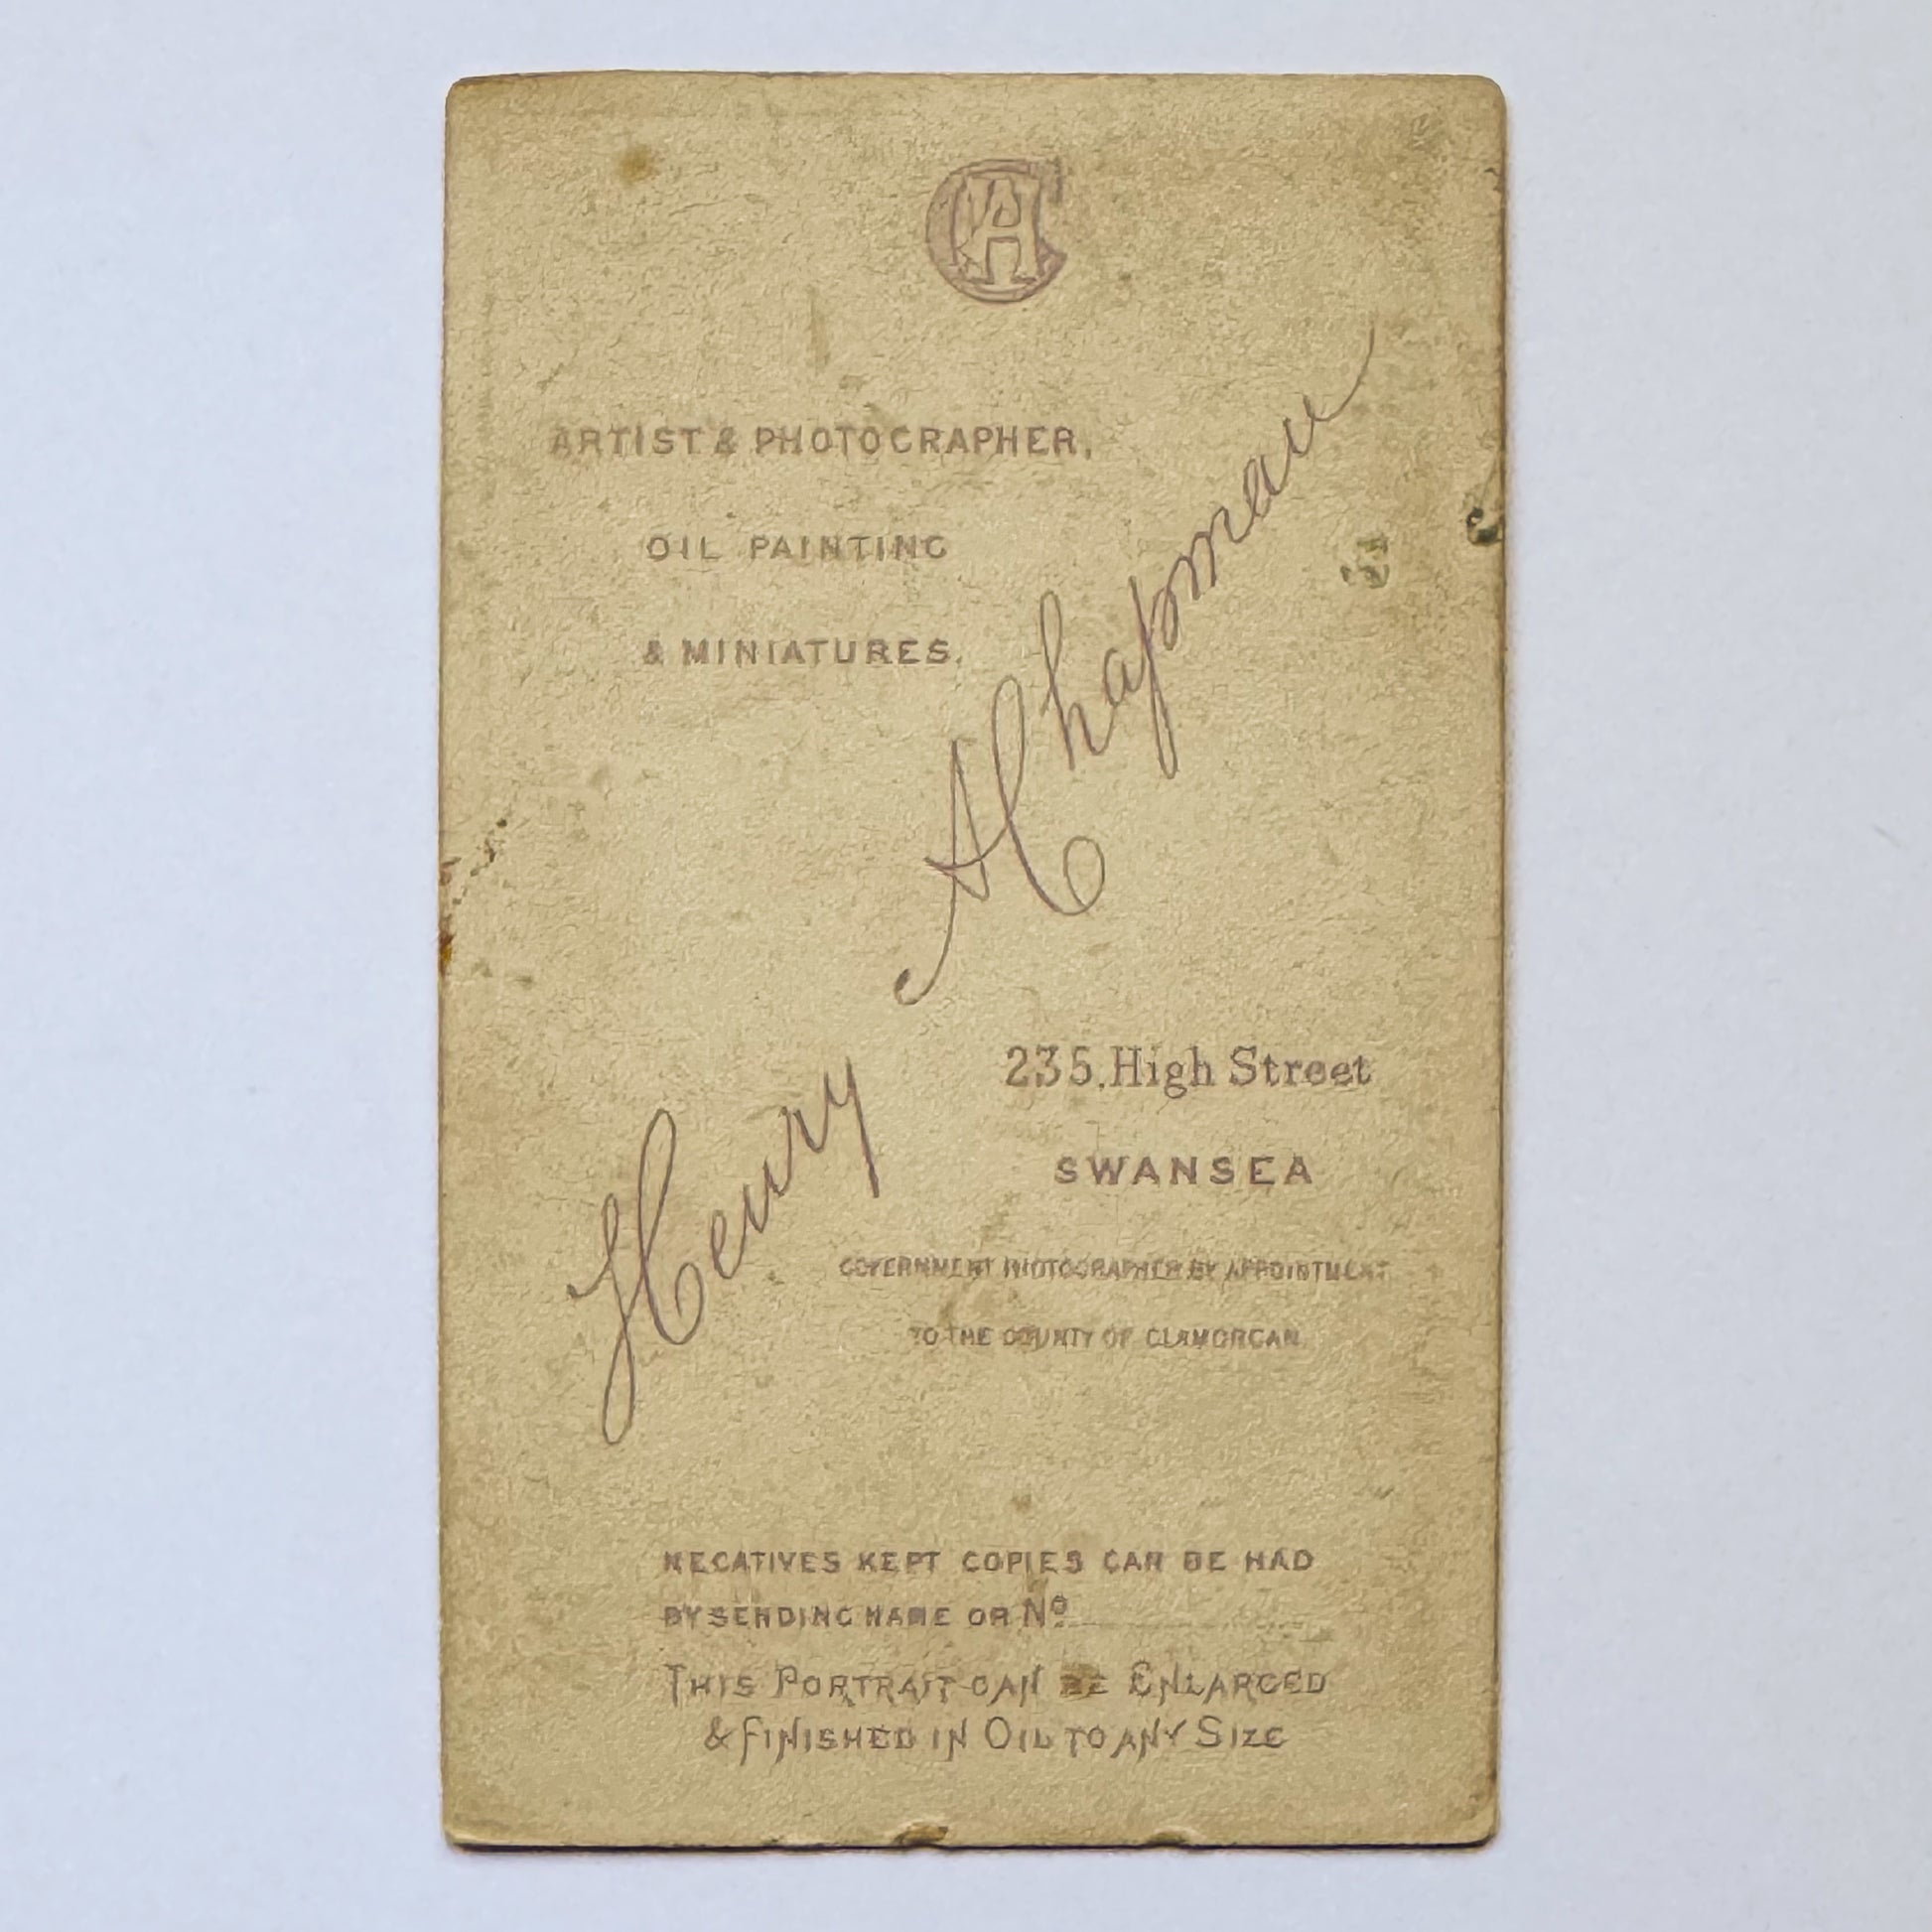 HAC
ARTIST & PHOTOGRAPHER,
OIL PAINTING
& MINIATURES.
Henry A Chapman
235, High Street
SWANSEA
GOVERNMENT PHOTOGRAPHER BY APPOINTMENT
TO THE COUNTY OF GLAMORGAN
NEGATIVES KEPT COPIES CAN BE HAD
BY SENDING NAME OR Nº
THIS PORTRAIT CAN BE ENLARGED
& FINISHED IN OIL TO ANY SIZE